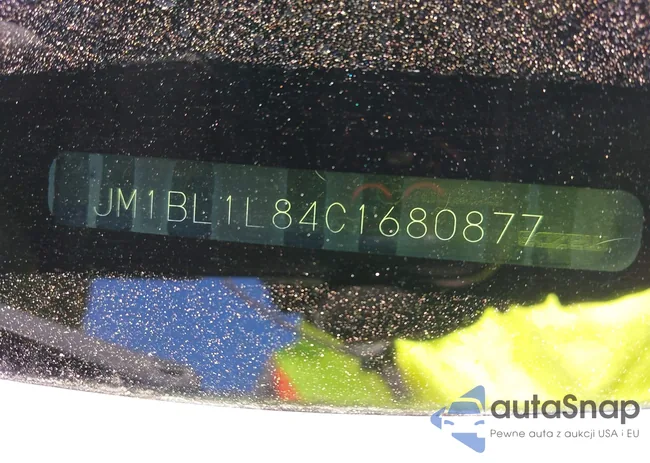 JM1BL1L84C1680877
autaSnap
Pewne auta z aukcji USA i EU